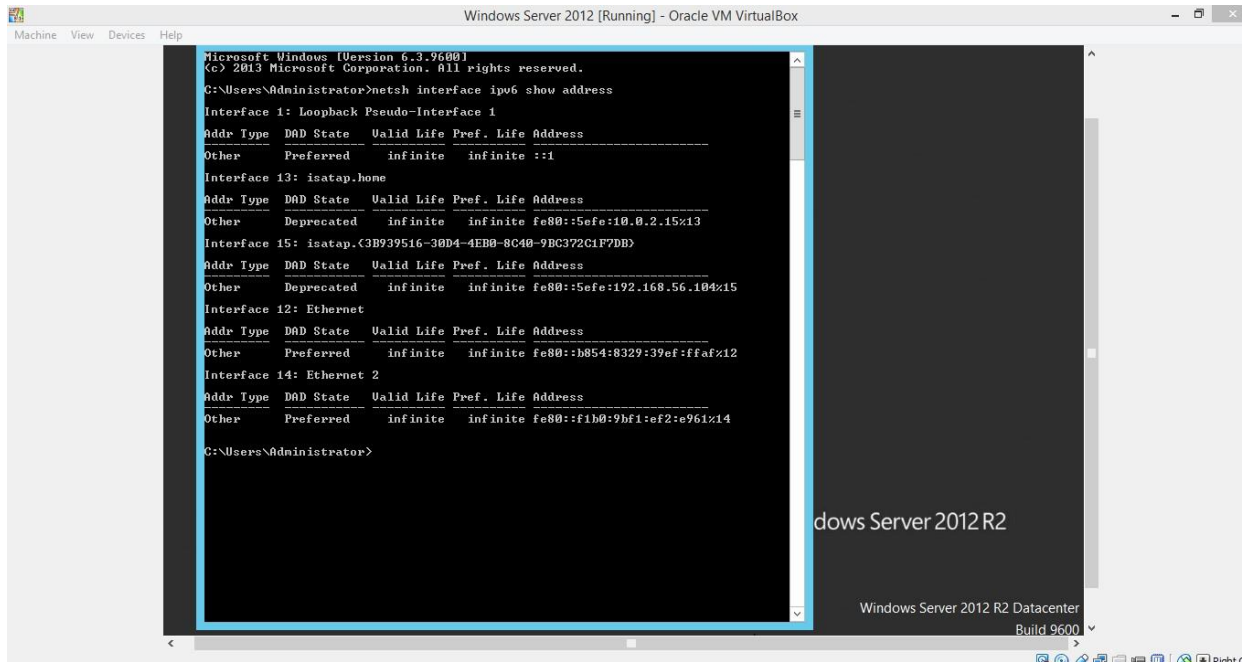 Windows Server 2012 [Running] - Oracle VM VirtualBox
Machine View Devices Help
Microsoft Windows [Version 6.3.9600]
(c) 2013 Microsoft Corporation. All rights reserved.
C:\Users\Administrator>netsh interface ipv6 show address
Interface 1: Loopback Pseudo-Interface 1
Addr Type DAD State Valid Life Pref. Life Address
Other Preferred infinite infinite ::1
Interface 13: isatap.home
Addr Type DAD State Valid Life Pref. Life Address
Other Deprecated infinite infinite fe80::5efe:10.0.2.15%13
Interface 15: isatap.{3B939516-30D4-4EB0-8C40-9BC372C1F7DB}
Addr Type DAD State Valid Life Pref. Life Address
Other Deprecated infinite infinite fe80::5efe:192.168.56.104%15
Interface 12: Ethernet
Addr Type DAD State Valid Life Pref. Life Address
Other Preferred infinite infinite fe80::b854:8329:39ef:ffaf%12
Interface 14: Ethernet 2
Addr Type DAD State Valid Life Pref. Life Address
Other Preferred infinite infinite fe80::f1b0:9bf1:ef2:e961%14
C:\Users\Administrator>
dows Server 2012 R2
Windows Server 2012 R2 Datacenter
Build 9600
Right